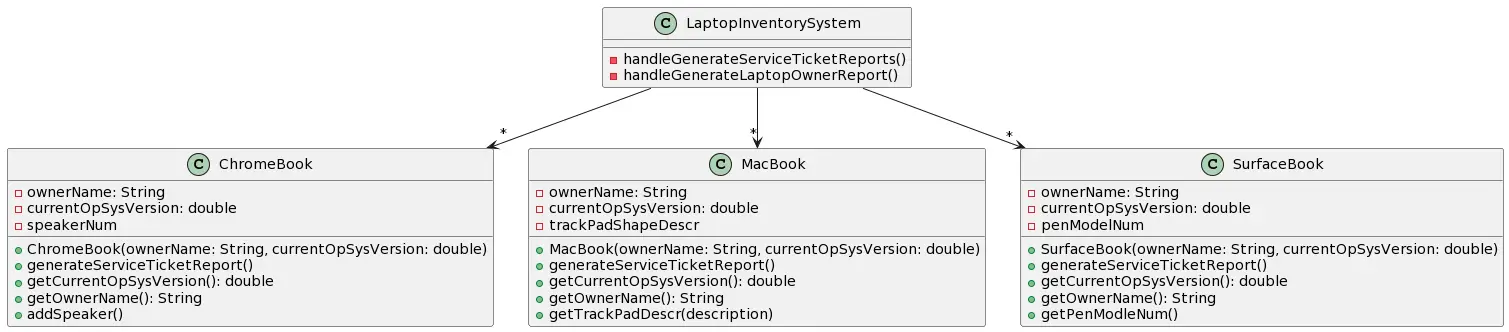 C LaptopInventorySystem
handleGenerateServiceTicketReports()
handleGenerateLaptopOwnerReport()
* * *
C ChromeBook
ownerName: String
currentOpSysVersion: double
speakerNum
ChromeBook(ownerName: String, currentOpSysVersion: double)
generateServiceTicketReport()
getCurrentOpSysVersion(): double
getOwnerName(): String
addSpeaker()
C MacBook
ownerName: String
currentOpSysVersion: double
trackPadShapeDescr
MacBook(ownerName: String, currentOpSysVersion: double)
generateServiceTicketReport()
getCurrentOpSysVersion(): double
getOwnerName(): String
getTrackPadDescr(description)
C SurfaceBook
ownerName: String
currentOpSysVersion: double
penModelNum
SurfaceBook(ownerName: String, currentOpSysVersion: double)
generateServiceTicketReport()
getCurrentOpSysVersion(): double
getOwnerName(): String
getPenModleNum()